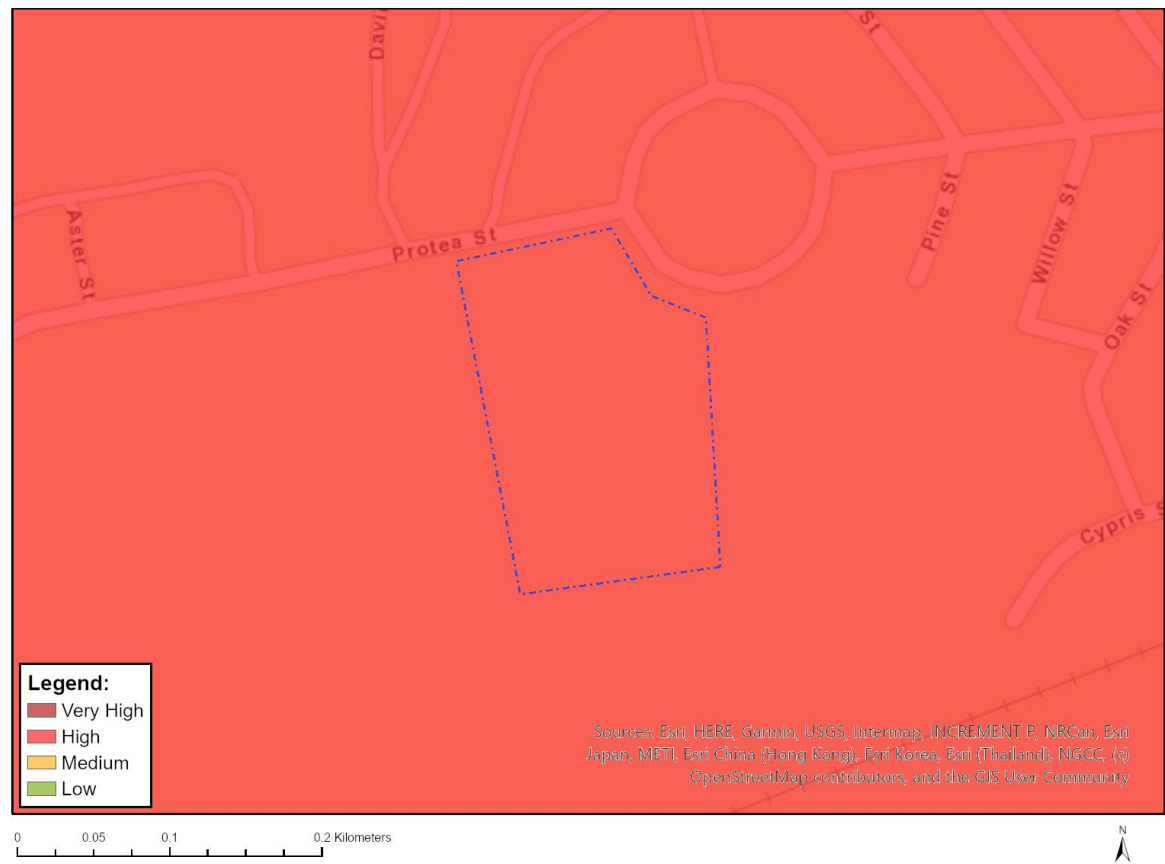 Davi
St
Aster St
Protea St
Pine St
Willow St
Oak St
Cypris S
Legend:
Very High
High
Medium
Low
Sources: Esri, HERE, Garmin, USGS, Intermap, INCREMENT P, NRCan, Esri
Japan, METI, Esri China (Hong Kong), Esri Korea, Esri (Thailand), NGCC, (c)
OpenStreetMap contributors, and the GIS User Community
0 0.05 0.1 0.2 Kilometers
N